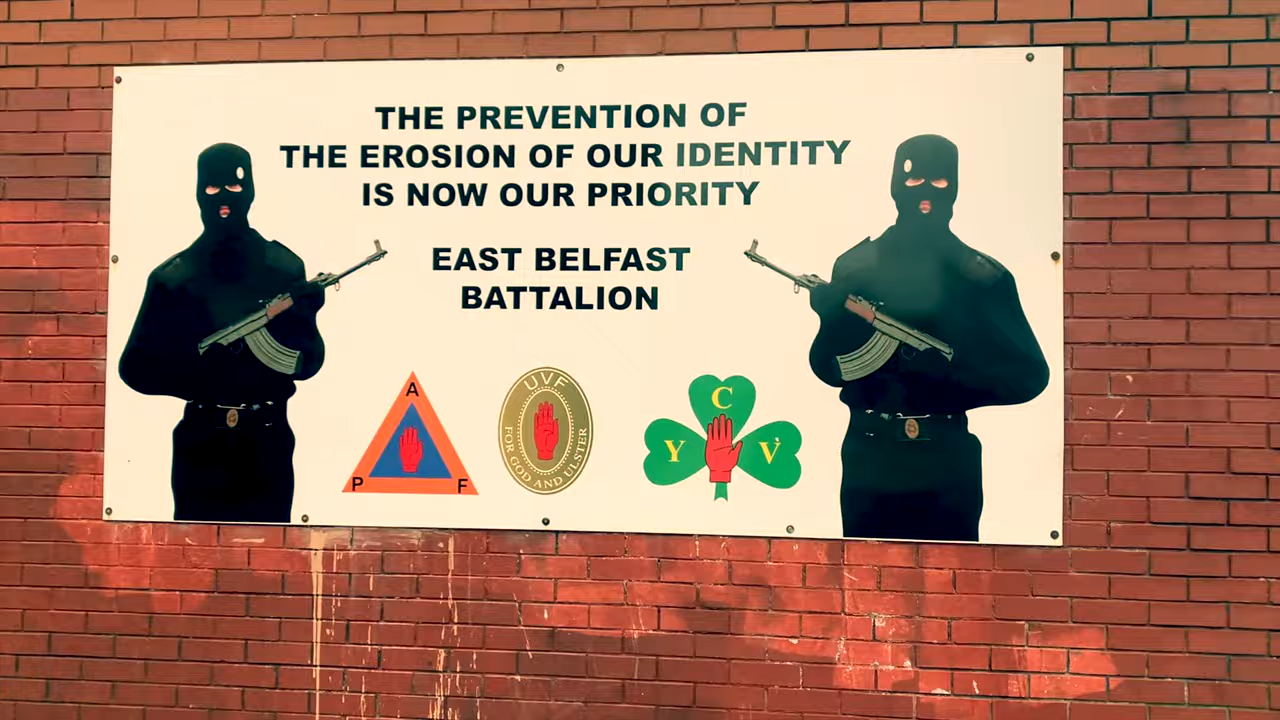 THE PREVENTION OF
THE EROSION OF OUR IDENTITY
IS NOW OUR PRIORITY
EAST BELFAST
BATTALION
A
P F
UVF
FOR GOD AND ULSTER
C
Y V